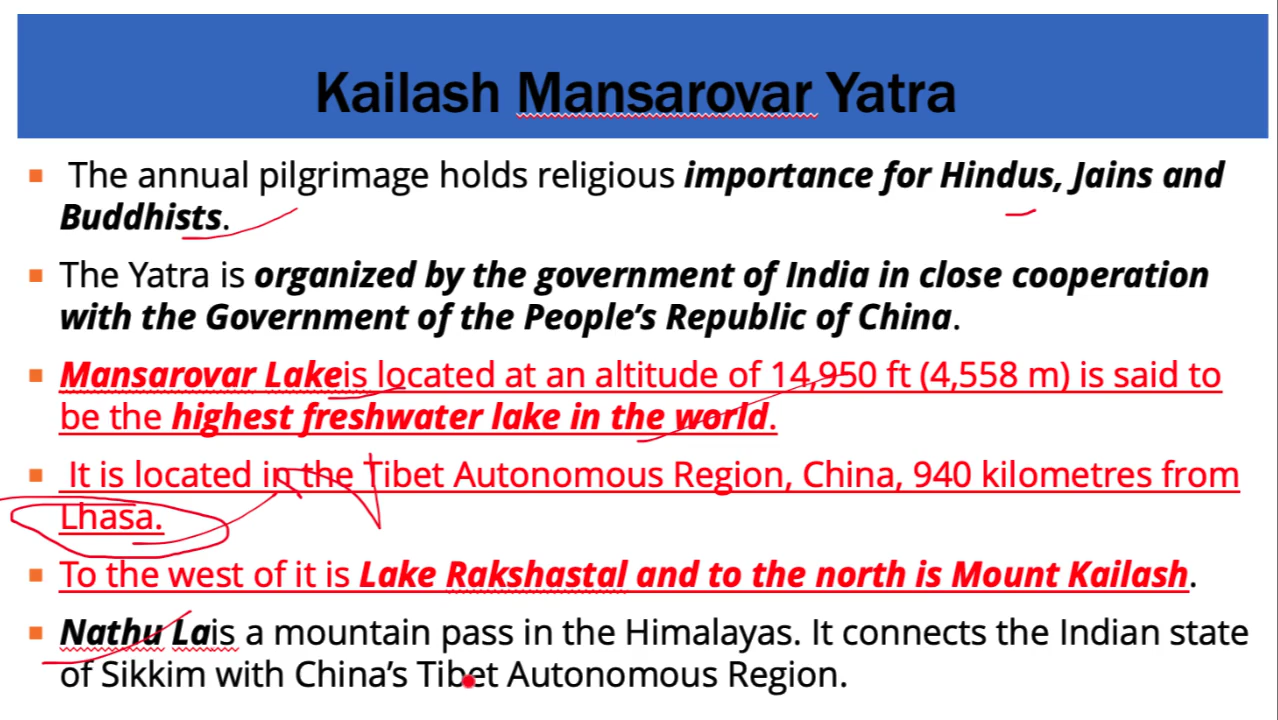 Kailash Mansarovar Yatra
▪ The annual pilgrimage holds religious importance for Hindus, Jains and
Buddhists.
▪ The Yatra is organized by the government of India in close cooperation
with the Government of the People’s Republic of China.
▪ Mansarovar Lakeis located at an altitude of 14,950 ft (4,558 m) is said to
be the highest freshwater lake in the world.
▪ It is located in the Tibet Autonomous Region, China, 940 kilometres from
Lhasa.
▪ To the west of it is Lake Rakshastal and to the north is Mount Kailash.
▪ Nathu Lais a mountain pass in the Himalayas. It connects the Indian state
of Sikkim with China’s Tibet Autonomous Region.